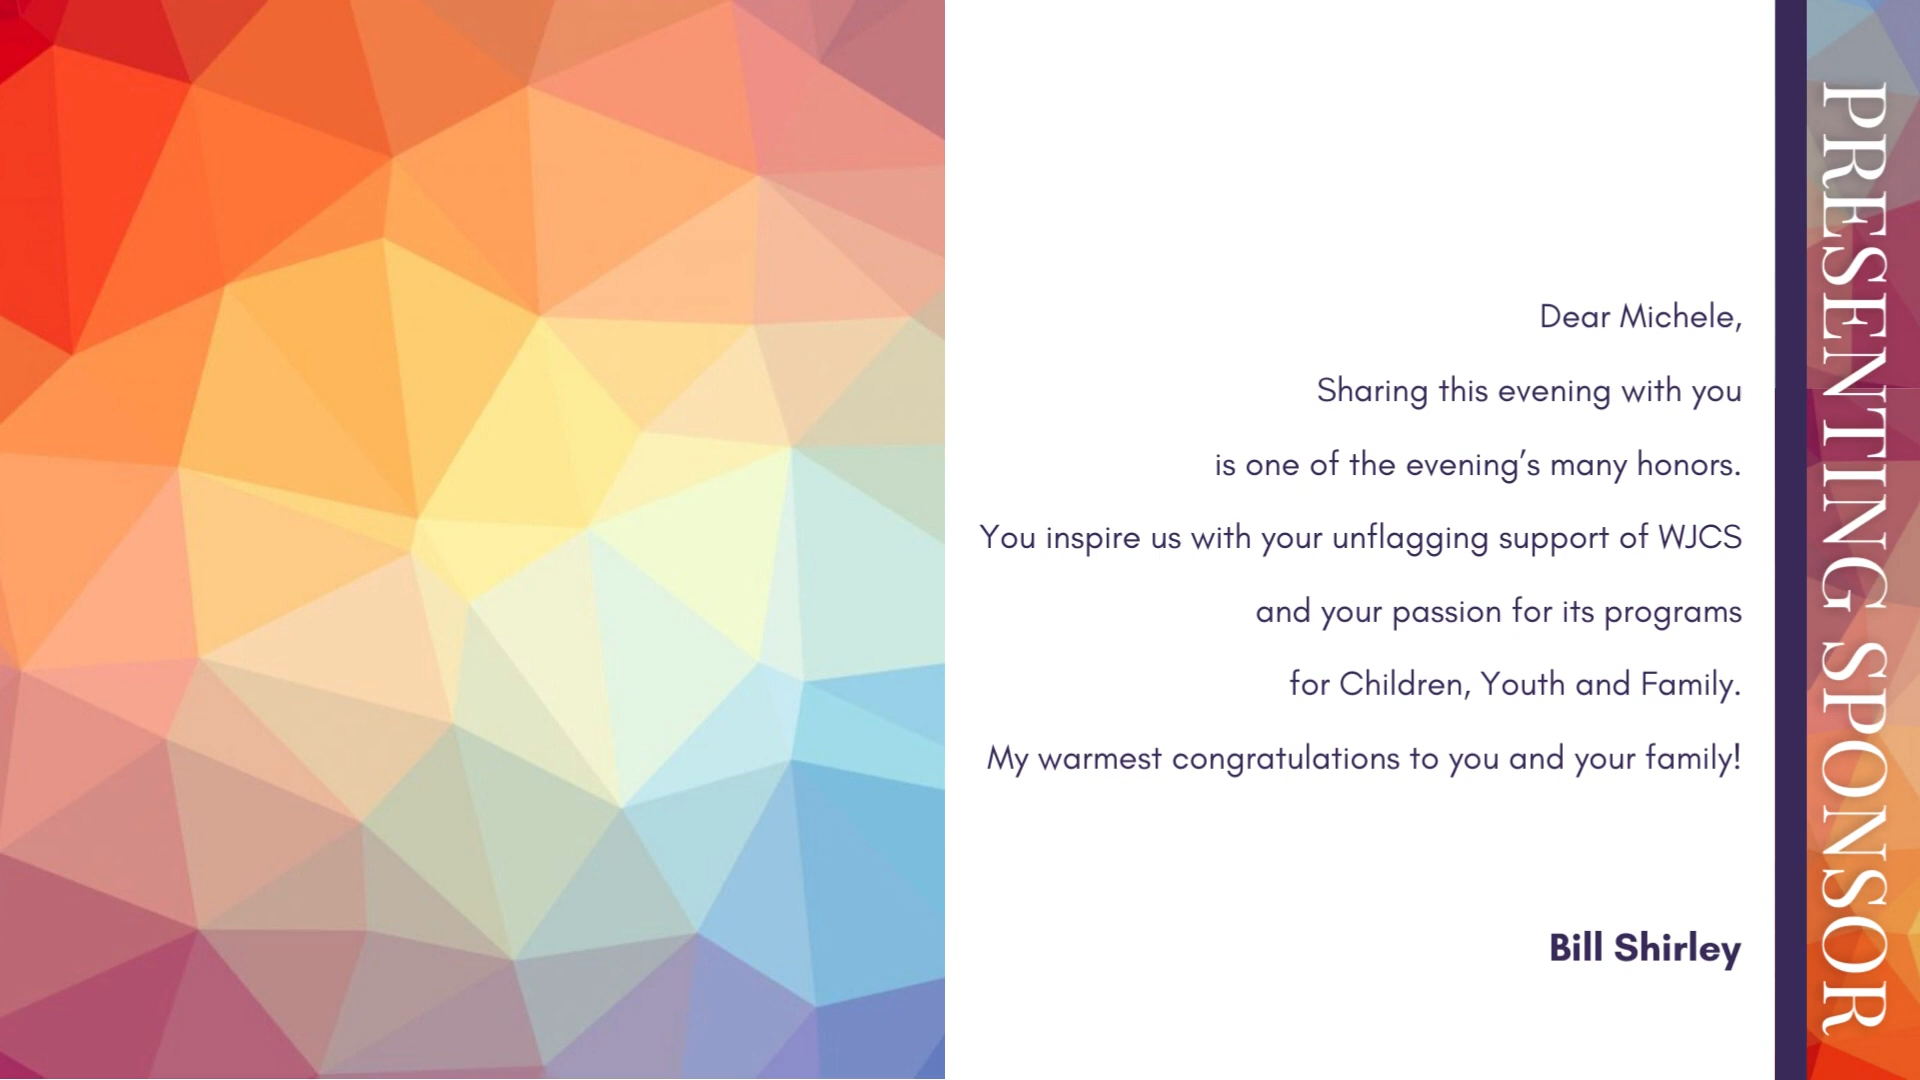 Dear Michele,
Sharing this evening with you
is one of the evening’s many honors.
You inspire us with your unflagging support of WJCS
and your passion for its programs
for Children, Youth and Family.
My warmest congratulations to you and your family!
Bill Shirley
PRESENTING SPONSOR